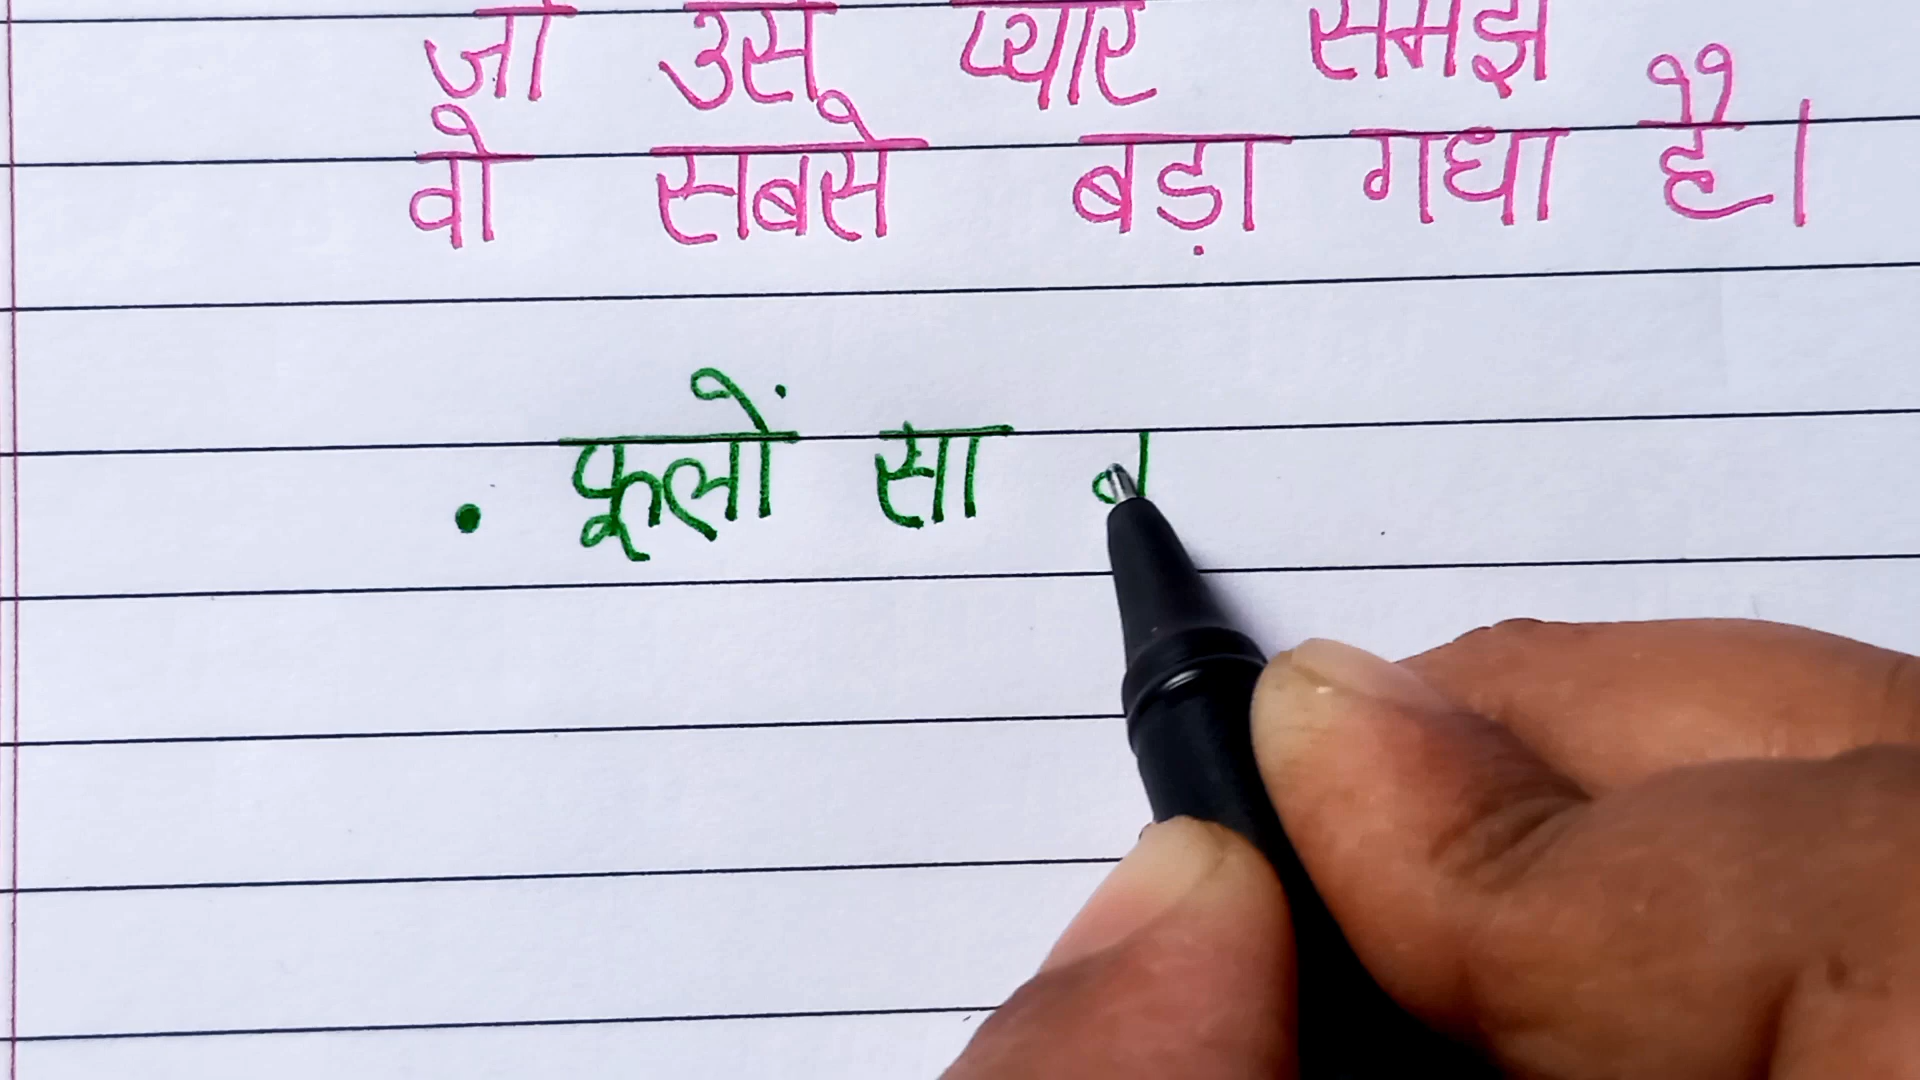 जो उसे प्यार समझे
वो सबसे बड़ा गधा है।
• फूलों सा